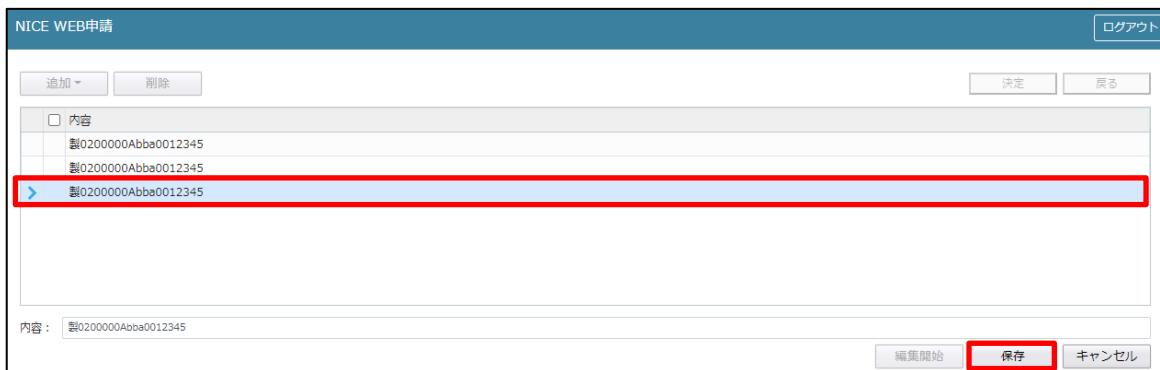 NICE WEB申請 ログアウト
追加 削除 決定 戻る
内容
製0200000Abba0012345
製0200000Abba0012345
製0200000Abba0012345
内容： 製0200000Abba0012345
編集開始 保存 キャンセル